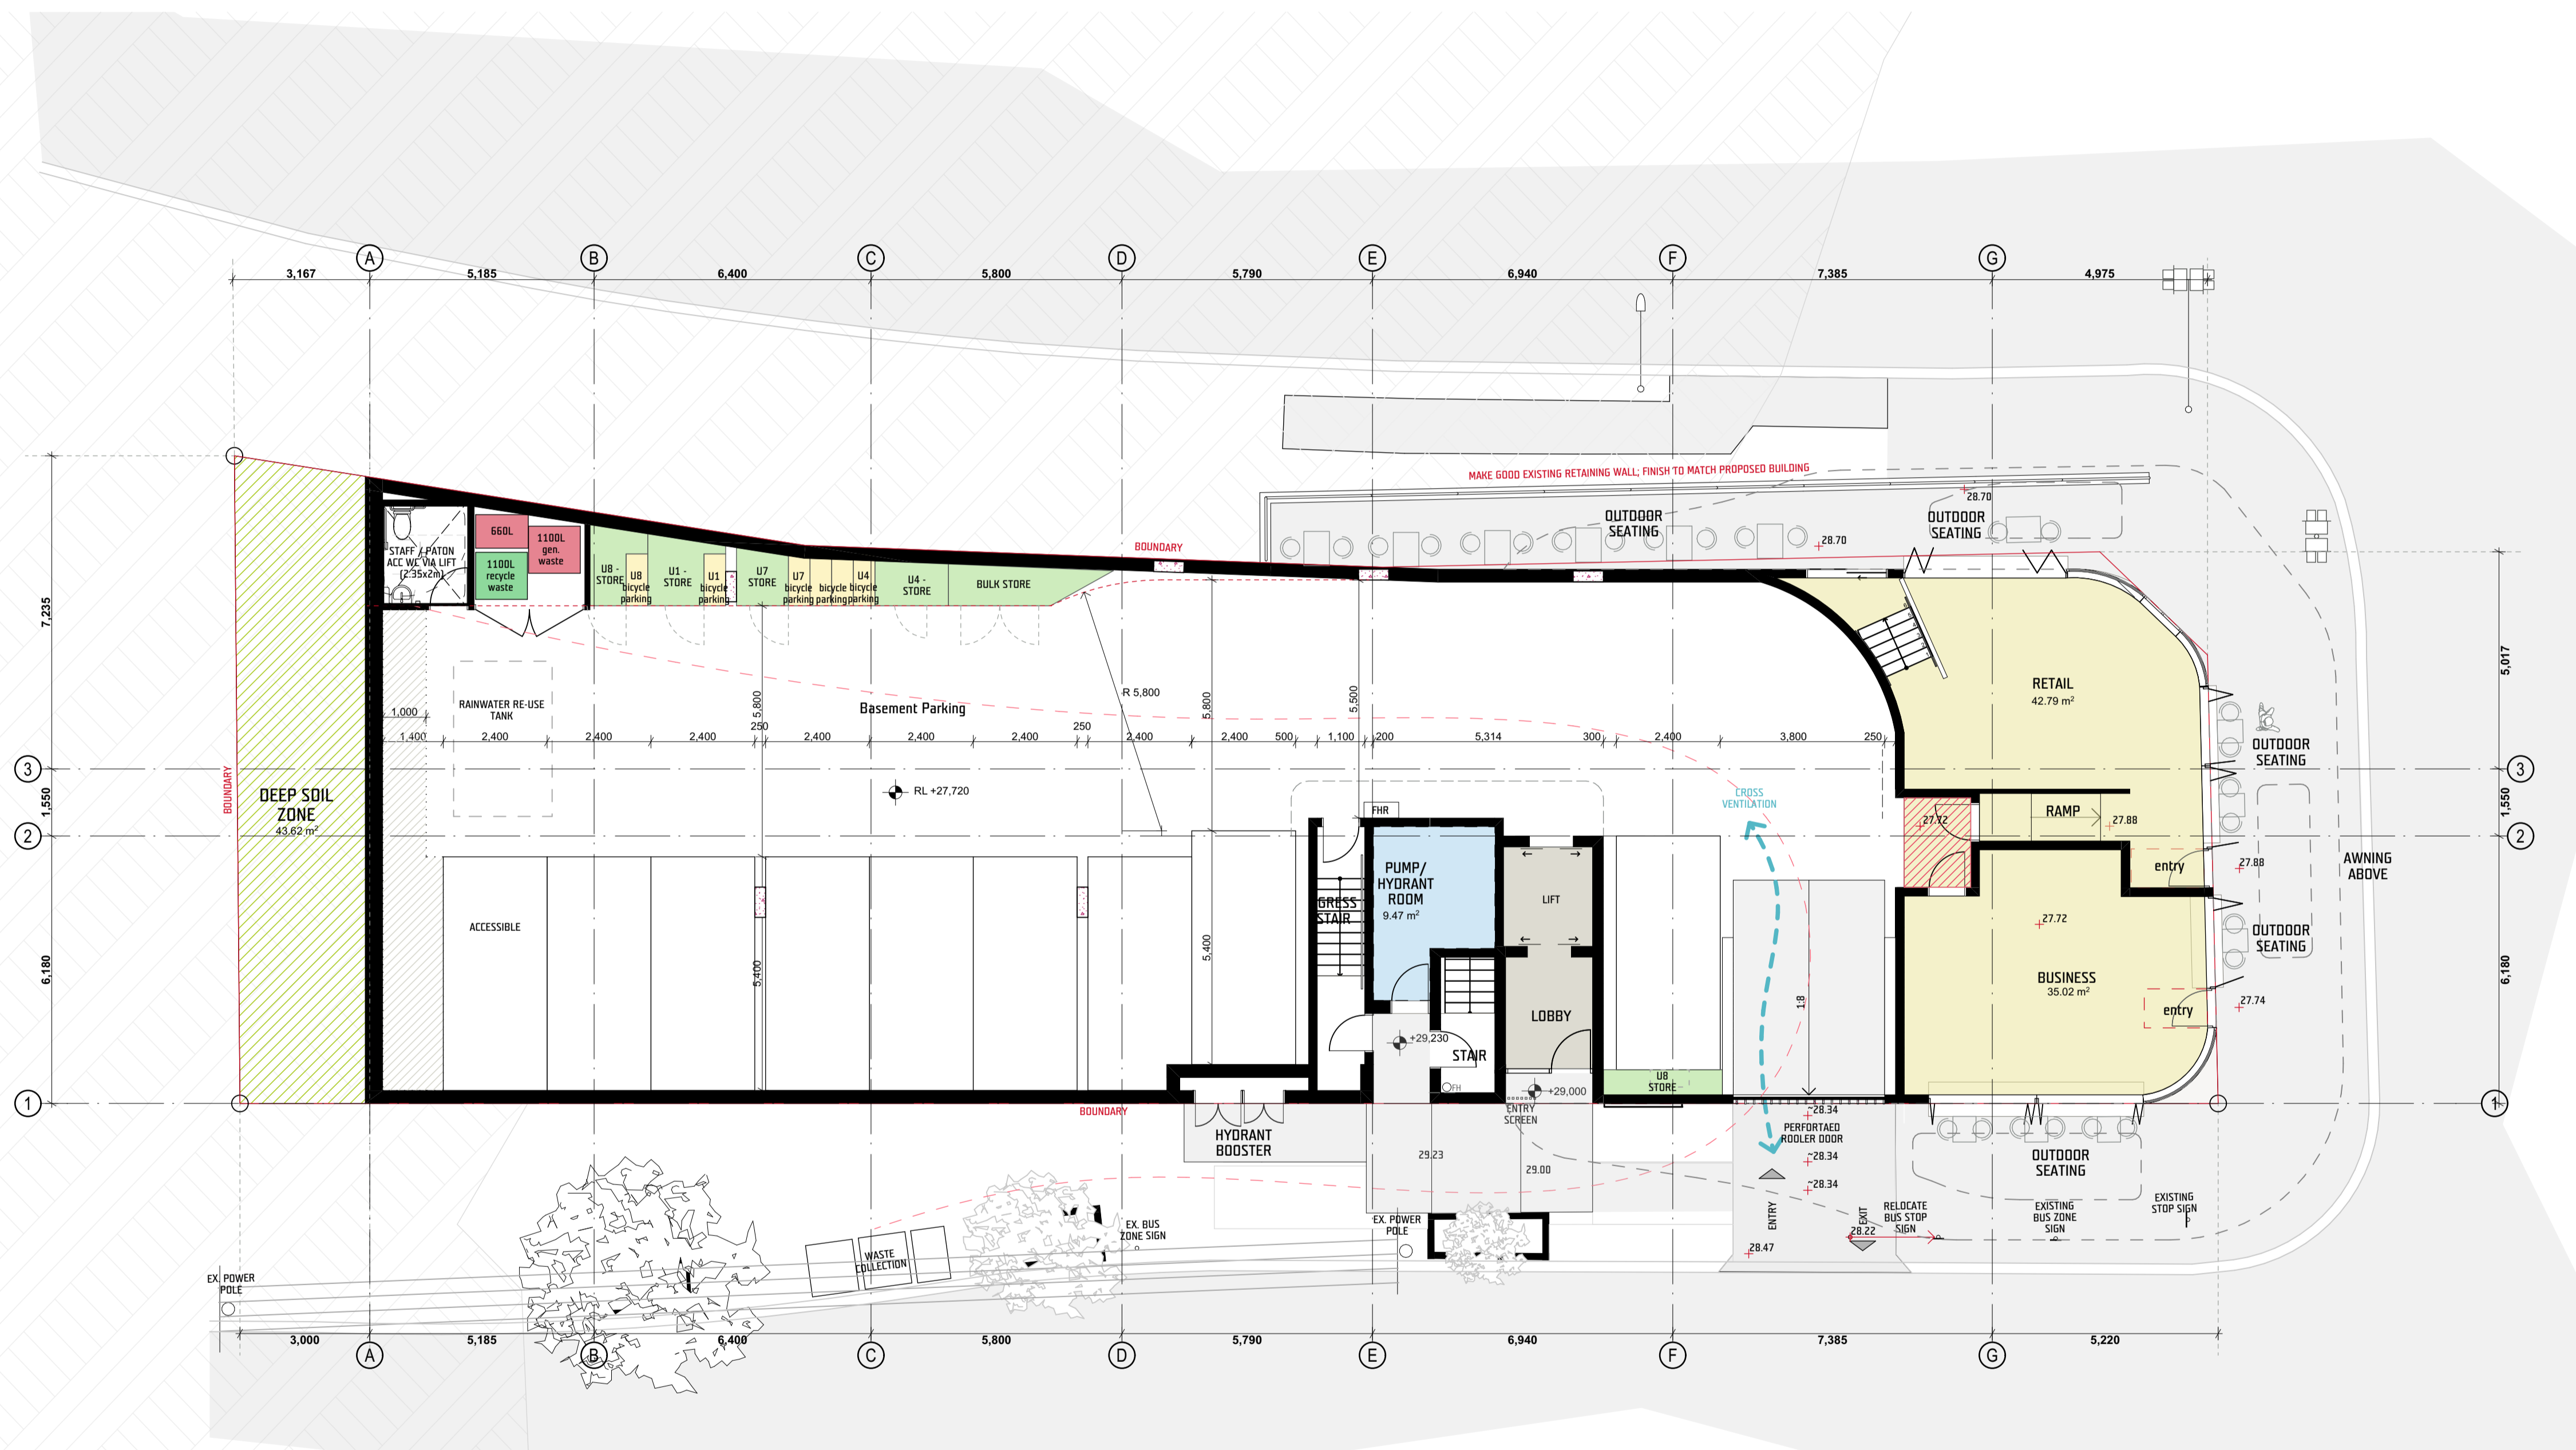 A
B
C
D
E
F
G
3,167
5,185
6,400
5,800
5,790
6,940
7,385
4,975
MAKE GOOD EXISTING RETAINING WALL; FINISH TO MATCH PROPOSED BUILDING
28.70
OUTDOOR
SEATING
OUTDOOR
SEATING
28.70
BOUNDARY
660L
1100L
gen.
waste
1100L
recycle
waste
STAFF / PATON
ACC WC VIA LIFT
(2.35x2m)
U8 -
STORE
U8
bicycle
parking
U1 -
STORE
U1
bicycle
parking
U7
STORE
U7
bicycle
parking
bicycle
parking
U4
bicycle
parking
U4 -
STORE
BULK STORE
7,235
5,017
RETAIL
42.79 m²
RAINWATER RE-USE
TANK
1,000
Basement Parking
5,800
R 5,800
5,800
5,500
1,400
2,400
2,400
2,400
250
2,400
2,400
2,400
250
2,400
2,400
500
1,100
200
5,314
300
2,400
3,800
250
OUTDOOR
SEATING
3
3
BOUNDARY
DEEP SOIL
ZONE
43.62 m²
RL +27,720
CROSS
VENTILATION
1,550
1,550
FHR
27.72
RAMP
27.88
2
2
PUMP/
HYDRANT
ROOM
9.47 m²
LIFT
entry
27.88
AWNING
ABOVE
GRESS
STAIR
ACCESSIBLE
27.72
OUTDOOR
SEATING
5,400
5,400
6,180
6,180
BUSINESS
35.02 m²
entry
27.74
1:8
LOBBY
+29,230
STAIR
FH
+29,000
U8
STORE
1
1
BOUNDARY
ENTRY
SCREEN
~28.34
PERFORTAED
ROOLER DOOR
~28.34
~28.34
HYDRANT
BOOSTER
29.23
29.00
OUTDOOR
SEATING
ENTRY
EXIT
28.22
28.47
RELOCATE
BUS STOP
SIGN
EXISTING
BUS ZONE
SIGN
EXISTING
STOP SIGN
EX. BUS
ZONE SIGN
EX. POWER
POLE
WASTE
COLLECTION
EX. POWER
POLE
3,000
5,185
6,400
5,800
5,790
6,940
7,385
5,220
A
B
C
D
E
F
G